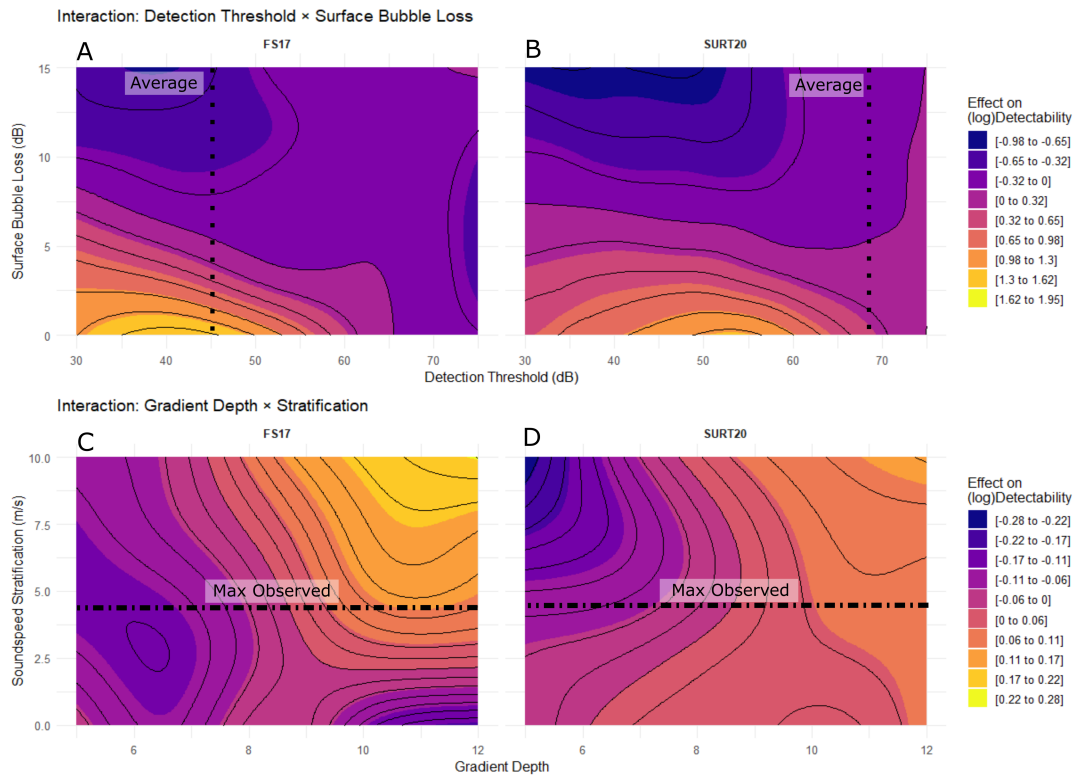 Interaction: Detection Threshold × Surface Bubble Loss
A
FS17
B
SURT20
Average
Average
Surface Bubble Loss (dB)
15
10
5
0
30
40
50
60
70
30
40
50
60
70
Detection Threshold (dB)
Effect on
(log)Detectability
[-0.98 to -0.65]
[-0.65 to -0.32]
[-0.32 to 0]
[0 to 0.32]
[0.32 to 0.65]
[0.65 to 0.98]
[0.98 to 1.3]
[1.3 to 1.62]
[1.62 to 1.95]
Interaction: Gradient Depth × Stratification
C
FS17
D
SURT20
Max Observed
Max Observed
Soundspeed Stratification (m/s)
10.0
7.5
5.0
2.5
0.0
6
8
10
12
6
8
10
12
Gradient Depth
Effect on
(log)Detectability
[-0.28 to -0.22]
[-0.22 to -0.17]
[-0.17 to -0.11]
[-0.11 to -0.06]
[-0.06 to 0]
[0 to 0.06]
[0.06 to 0.11]
[0.11 to 0.17]
[0.17 to 0.22]
[0.22 to 0.28]